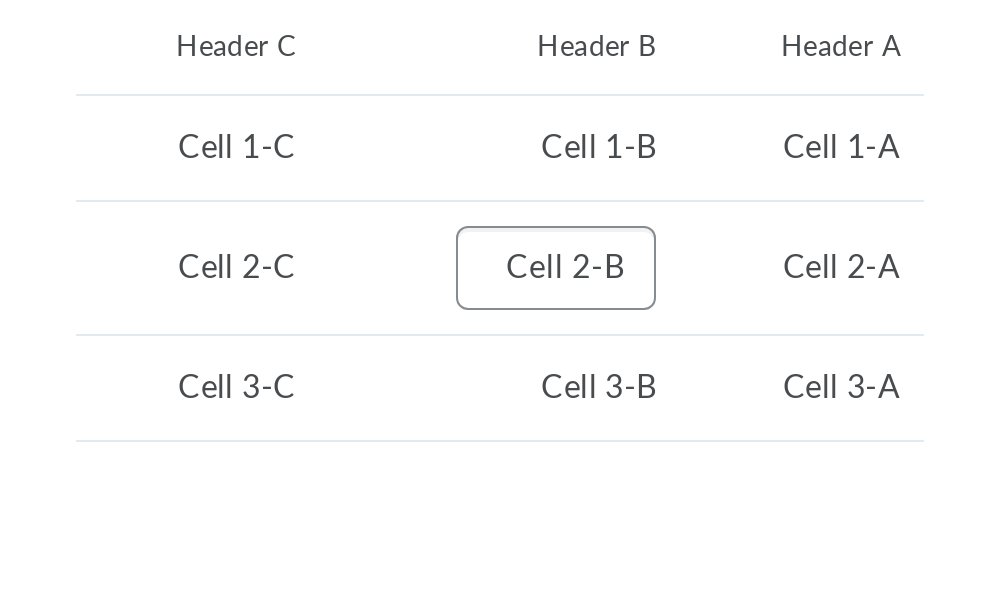 Header C Header B Header A
Cell 1-C Cell 1-B Cell 1-A
Cell 2-C Cell 2-B Cell 2-A
Cell 3-C Cell 3-B Cell 3-A